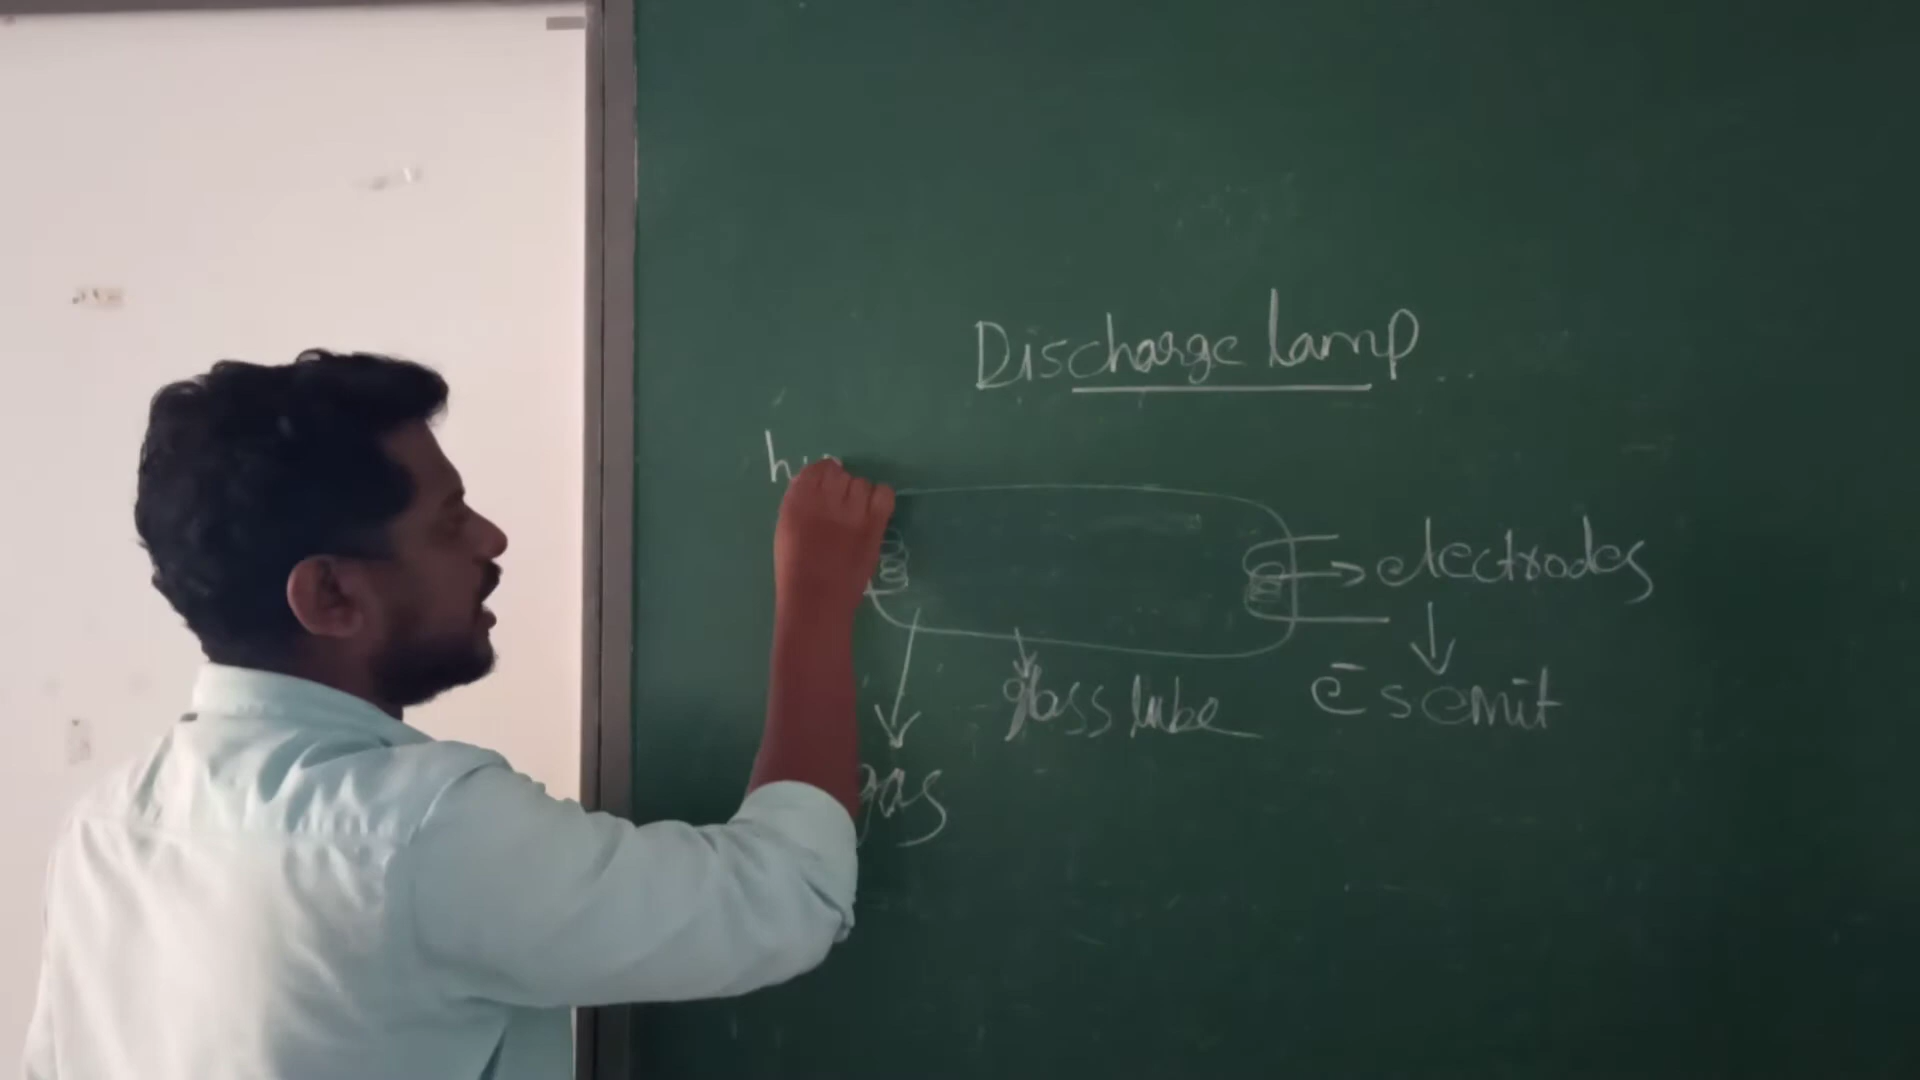 Discharge lamp
electrodes
glass tube
ē s emit
gas